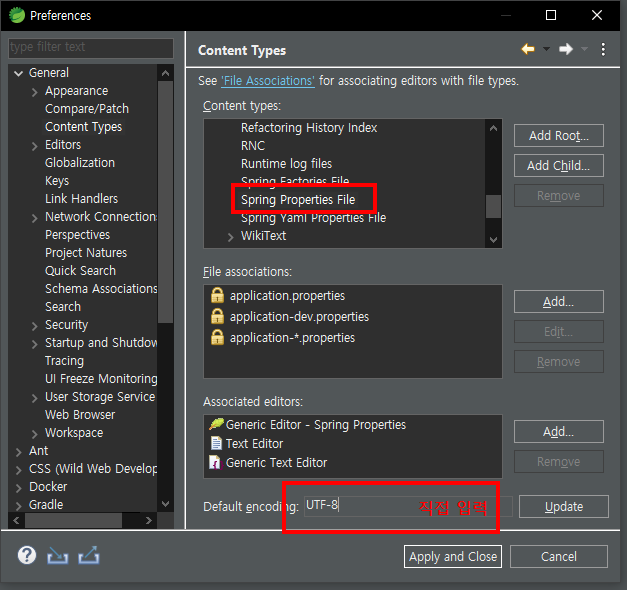 Preferences
type filter text
General
Appearance
Compare/Patch
Content Types
Editors
Globalization
Keys
Link Handlers
Network Connection
Perspectives
Project Natures
Quick Search
Schema Associations
Search
Security
Startup and Shutdow
Tracing
UI Freeze Monitoring
User Storage Service
Web Browser
Workspace
Ant
CSS (Wild Web Develop
Docker
Gradle
Content Types
See 'File Associations' for associating editors with file types.
Content types:
Refactoring History Index
RNC
Runtime log files
Spring Factories File
Spring Properties File
Spring Yaml Properties File
WikiText
Add Root...
Add Child...
Remove
File associations:
application.properties
application-dev.properties
application-*.properties
Add...
Edit...
Remove
Associated editors:
Generic Editor - Spring Properties
Text Editor
Generic Text Editor
Add...
Remove
Default encoding: UTF-8 직접 입력 Update
Apply and Close Cancel